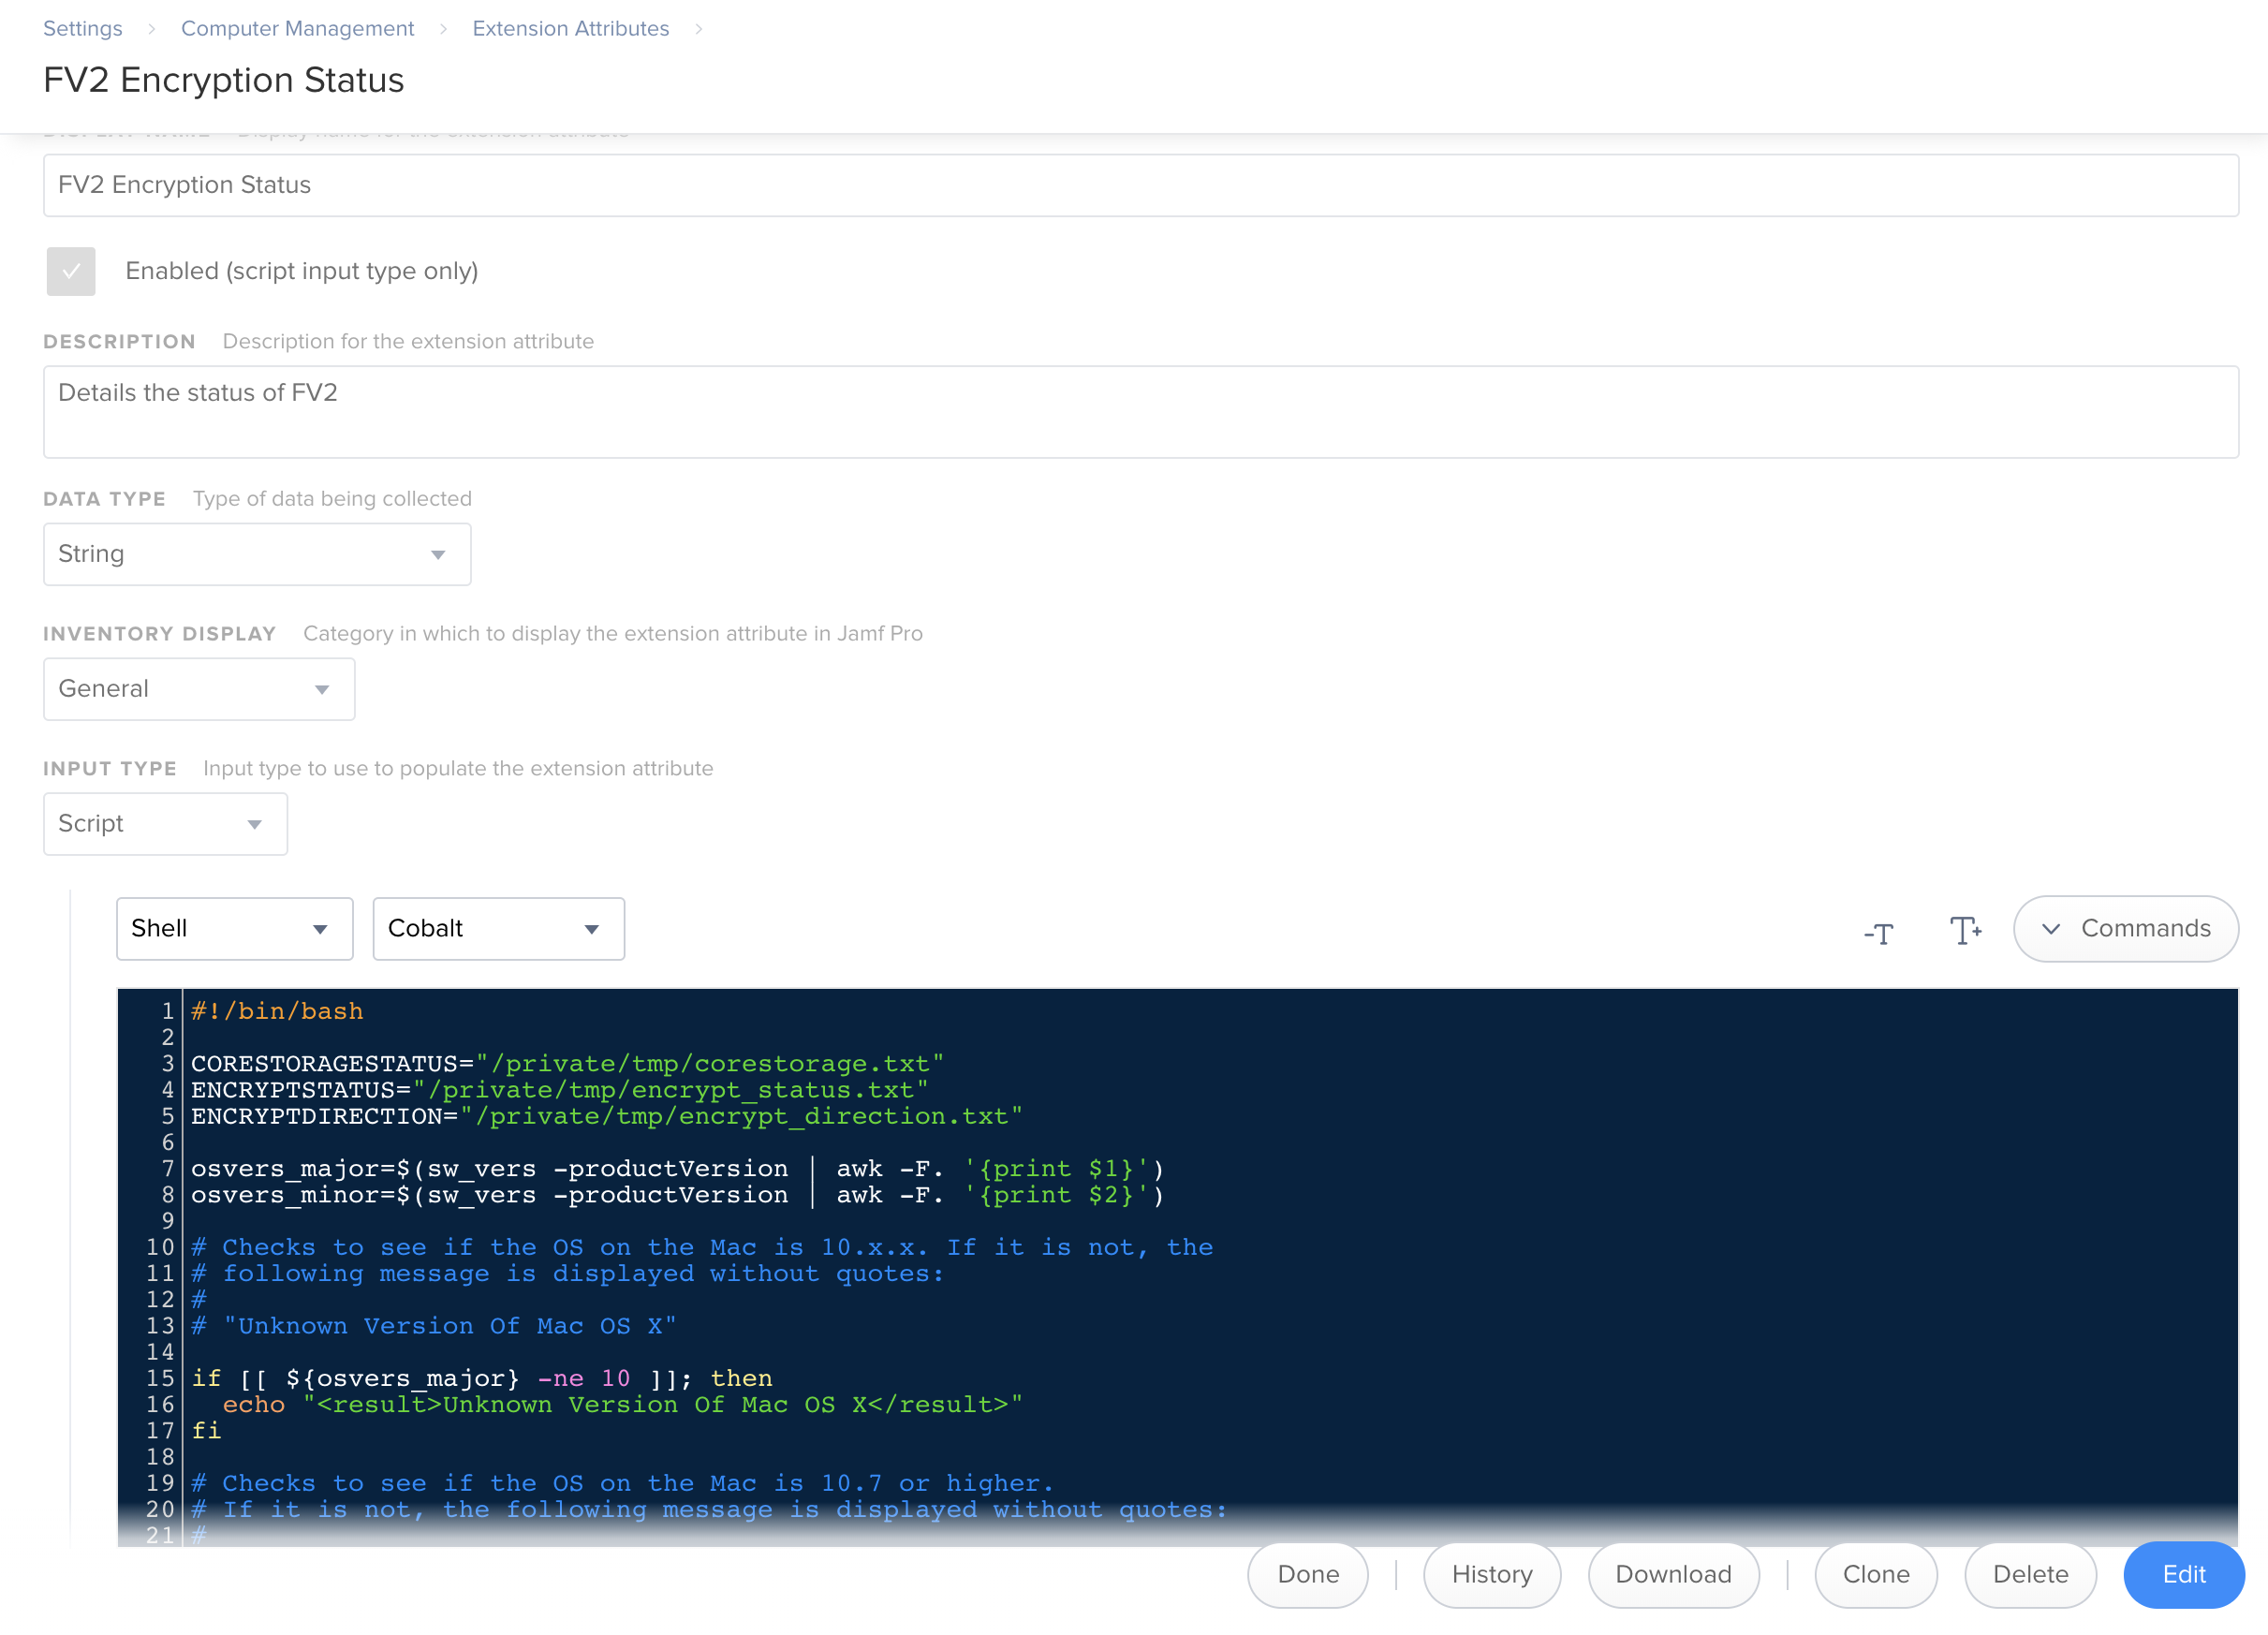 Settings > Computer Management > Extension Attributes >
FV2 Encryption Status
DISPLAY NAME Display name for the extension attribute
FV2 Encryption Status
Enabled (script input type only)
DESCRIPTION Description for the extension attribute
Details the status of FV2
DATA TYPE Type of data being collected
String
INVENTORY DISPLAY Category in which to display the extension attribute in Jamf Pro
General
INPUT TYPE Input type to use to populate the extension attribute
Script
Shell Cobalt -T T+ Commands
1 #!/bin/bash
2
3 CORESTORAGESTATUS="/private/tmp/corestorage.txt"
4 ENCRYPTSTATUS="/private/tmp/encrypt_status.txt"
5 ENCRYPTDIRECTION="/private/tmp/encrypt_direction.txt"
6
7 osvers_major=$(sw_vers -productVersion | awk -F. '{print $1}')
8 osvers_minor=$(sw_vers -productVersion | awk -F. '{print $2}')
9
10 # Checks to see if the OS on the Mac is 10.x.x. If it is not, the
11 # following message is displayed without quotes:
12 #
13 # "Unknown Version Of Mac OS X"
14
15 if [[ ${osvers_major} -ne 10 ]]; then
16   echo "<result>Unknown Version Of Mac OS X</result>"
17 fi
18
19 # Checks to see if the OS on the Mac is 10.7 or higher.
20 # If it is not, the following message is displayed without quotes:
21 #
Done | History Download | Clone Delete Edit